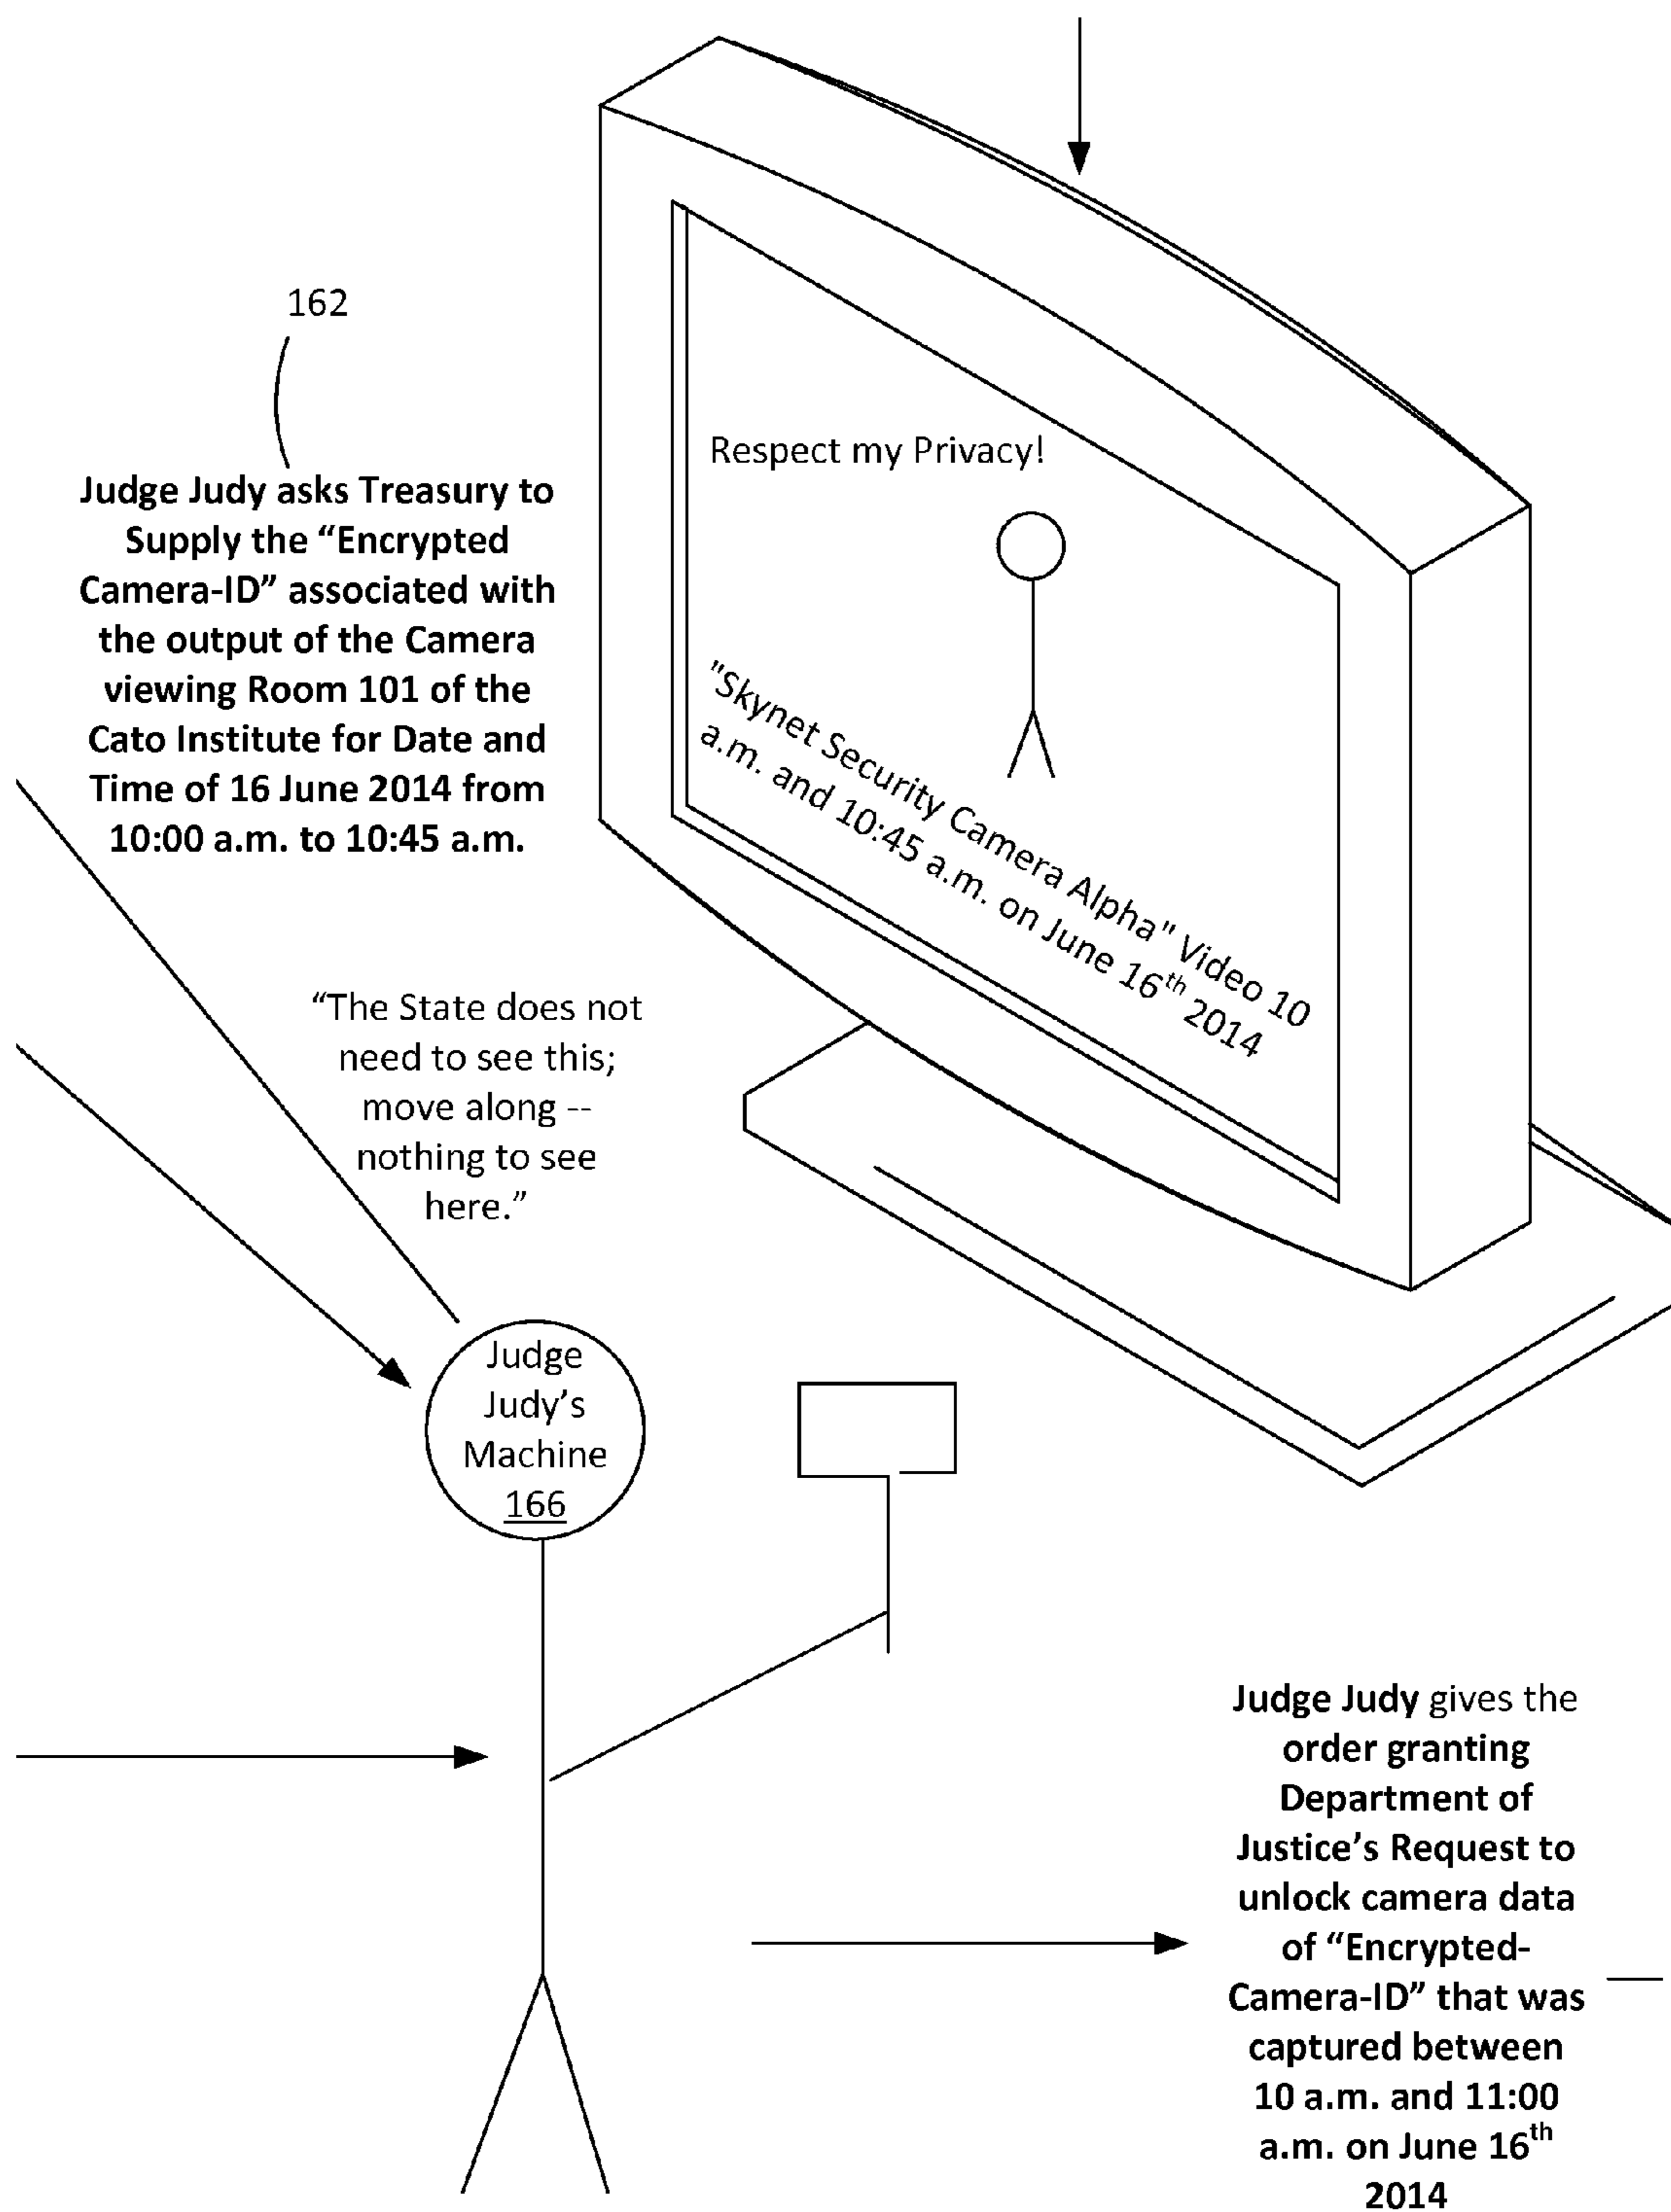 162
Judge Judy asks Treasury to
Supply the “Encrypted
Camera-ID” associated with
the output of the Camera
viewing Room 101 of the
Cato Institute for Date and
Time of 16 June 2014 from
10:00 a.m. to 10:45 a.m.
Respect my Privacy!
"Skynet Security Camera Alpha" Video 10
a.m. and 10:45 a.m. on June 16th 2014
“The State does not
need to see this;
move along --
nothing to see
here.”
Judge
Judy’s
Machine
166
Judge Judy gives the
order granting
Department of
Justice’s Request to
unlock camera data
of “Encrypted-
Camera-ID” that was
captured between
10 a.m. and 11:00
a.m. on June 16th
2014